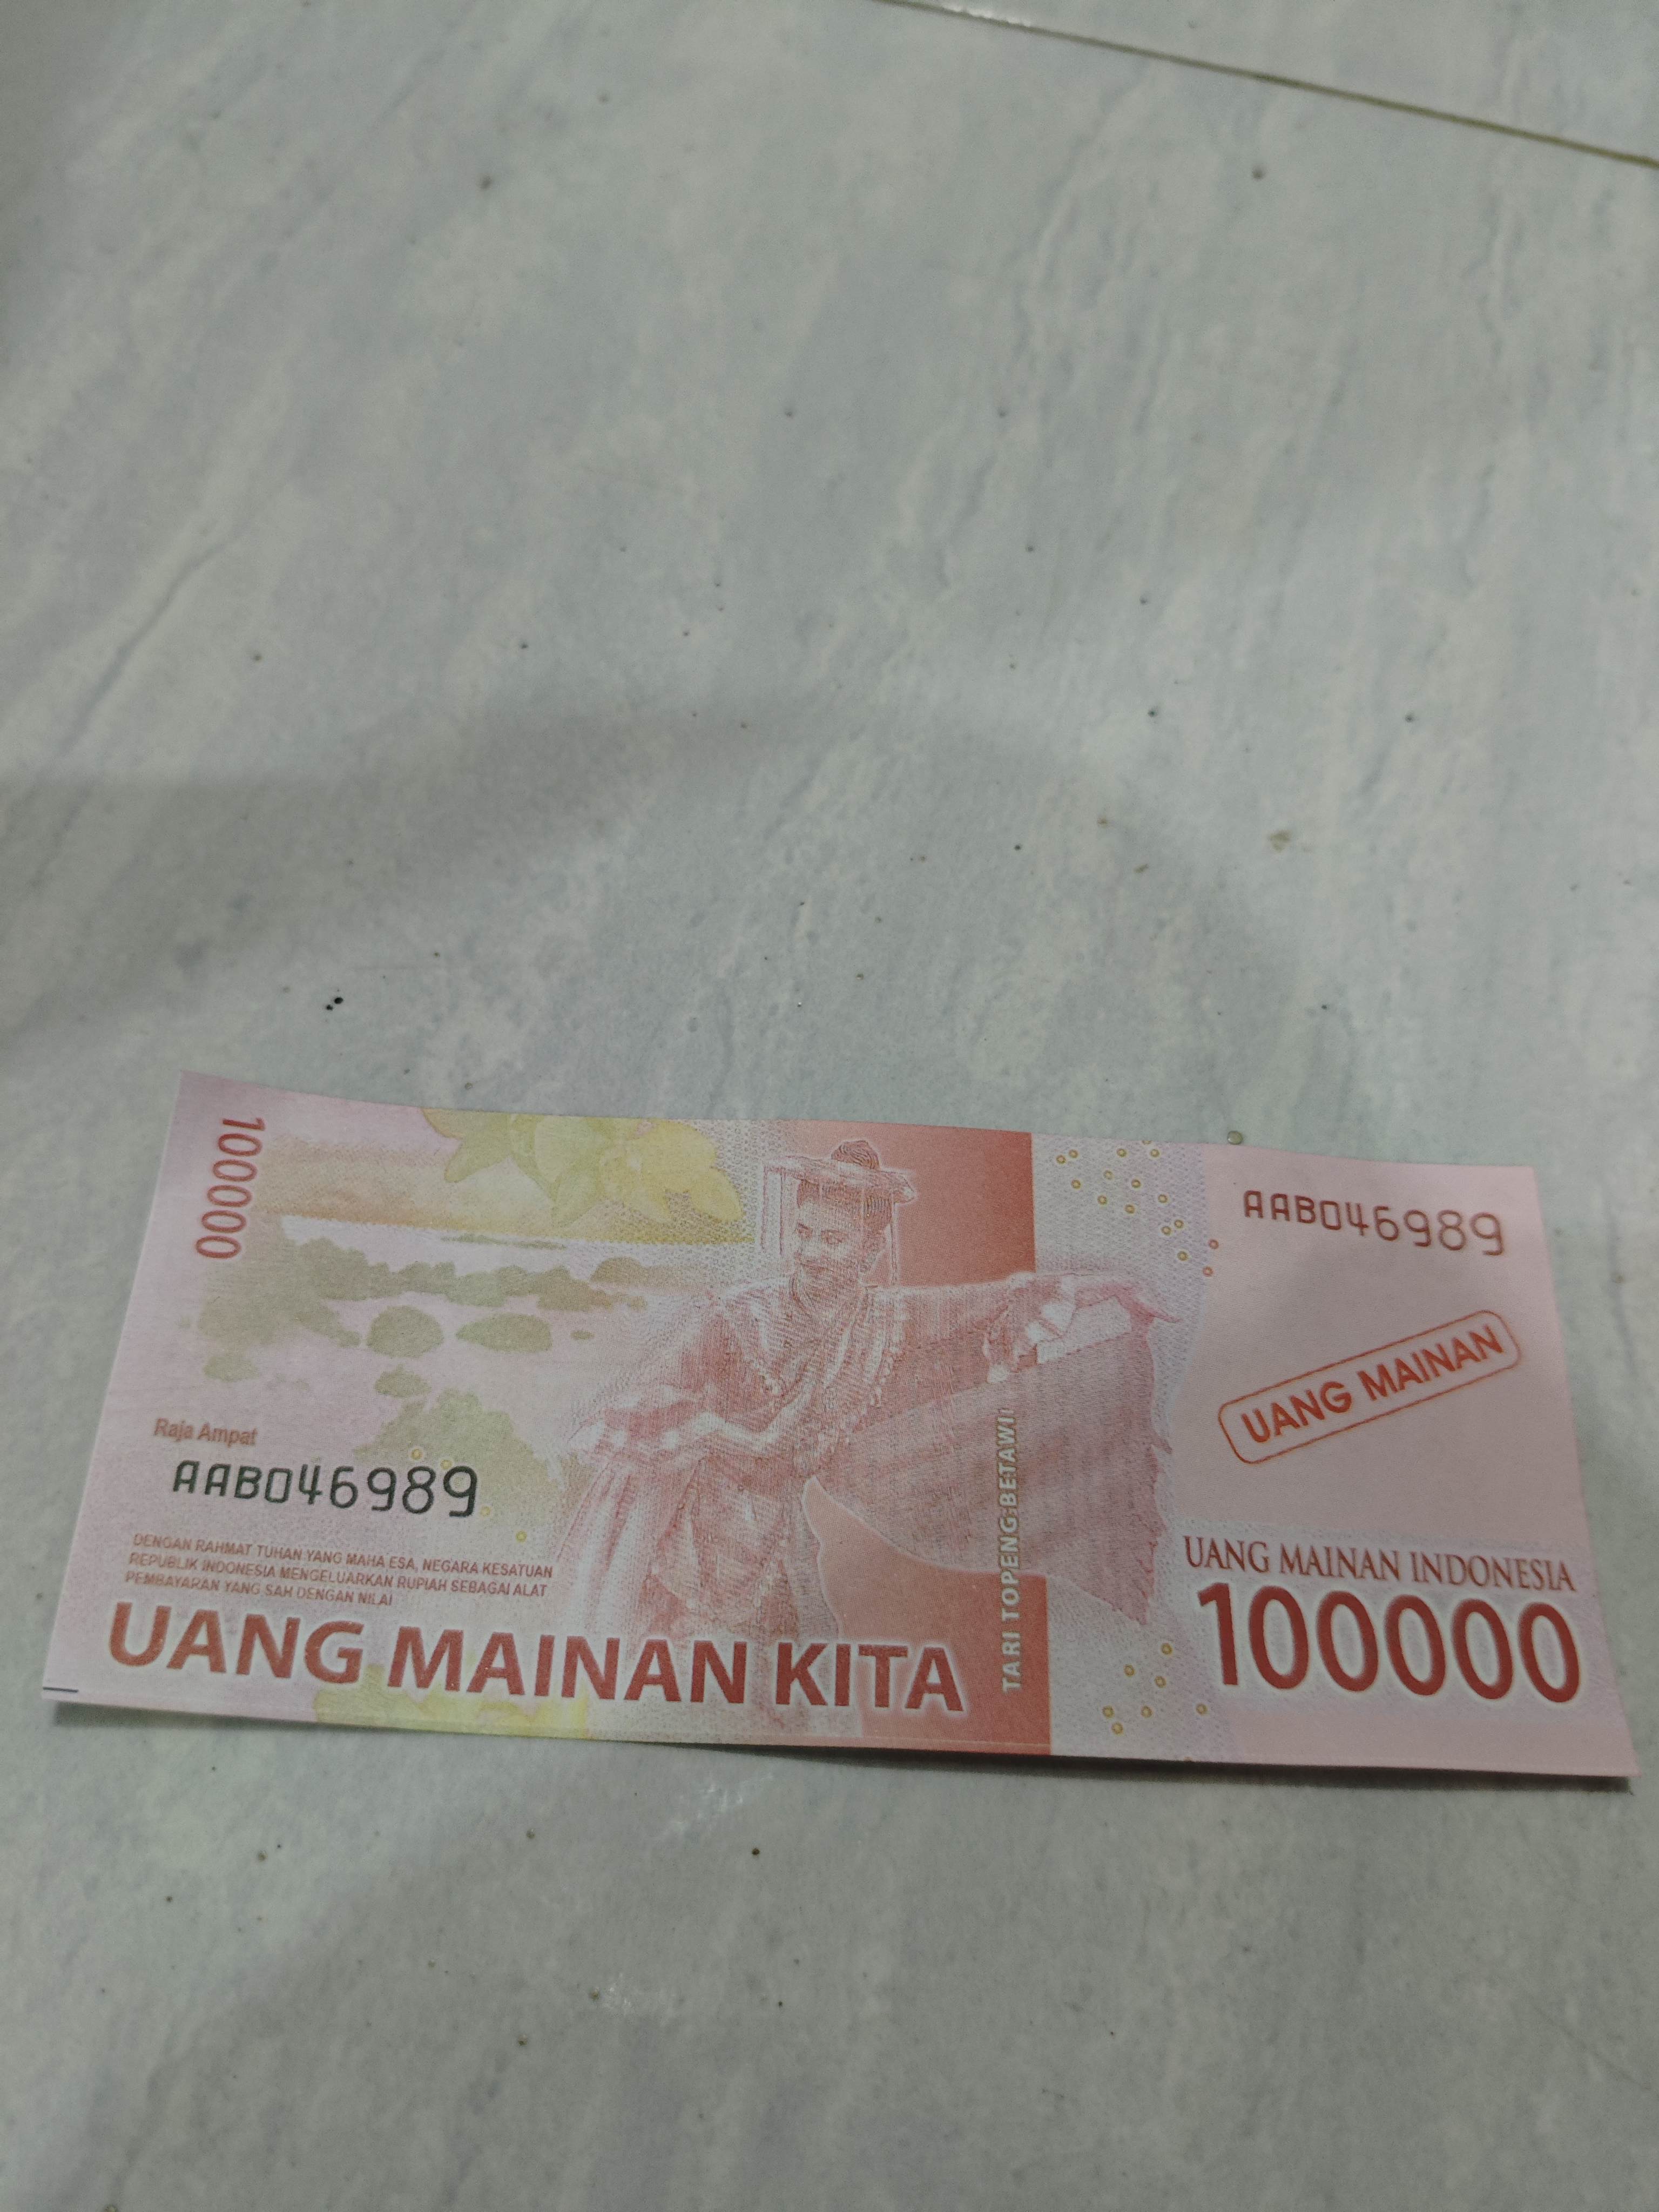 100000
AAB046989
UANG MAINAN
Raja Ampat
AAB046989
DENGAN RAHMAT TUHAN YANG MAHA ESA, NEGARA KESATUAN
REPUBLIK INDONESIA MENGELUARKAN RUPIAH SEBAGAI ALAT
PEMBAYARAN YANG SAH DENGAN NILAI
UANG MAINAN KITA
TARI TOPENG BETAWI
UANG MAINAN INDONESIA
100000